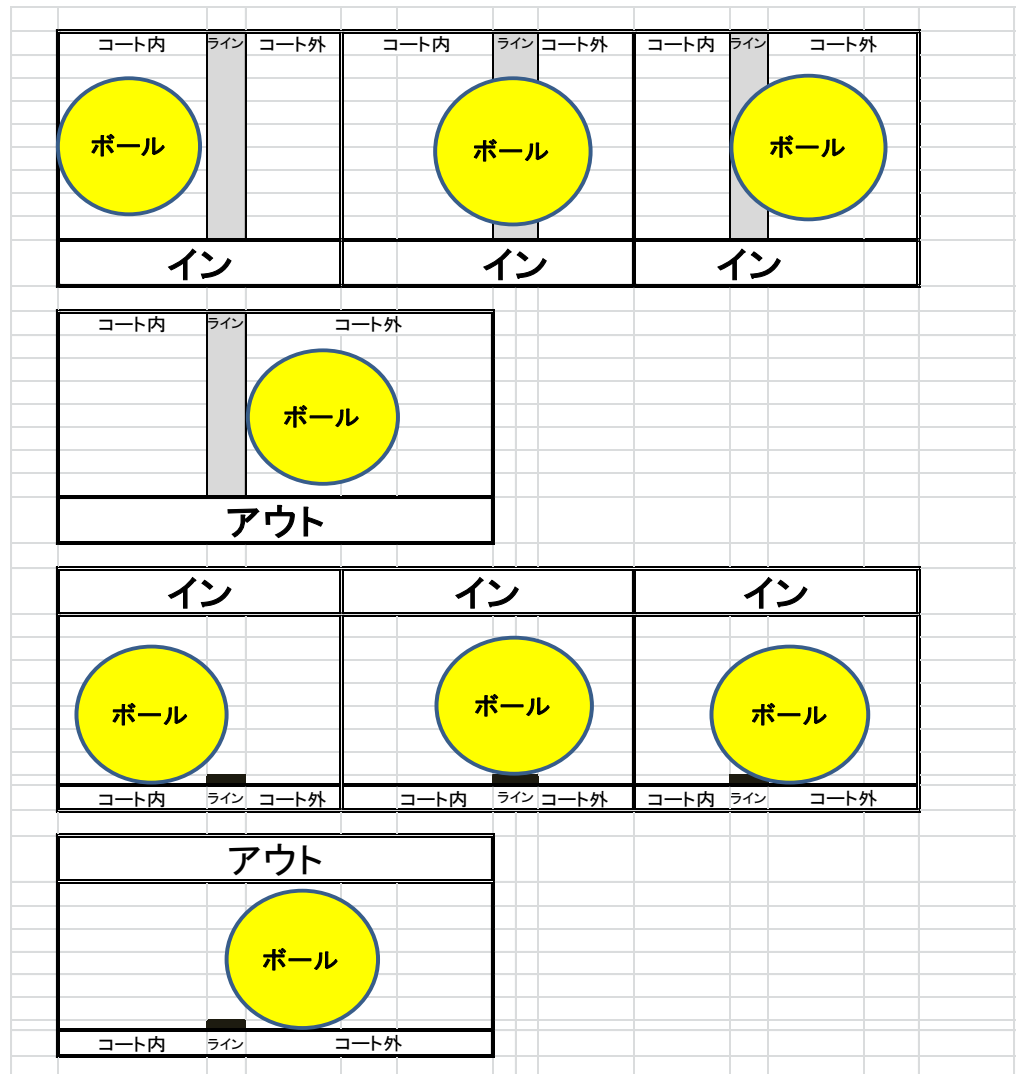 コート内 ライン コート外 コート内 ライン コート外 コート内 ライン コート外
ボール ボール ボール
イン イン イン
コート内 ライン コート外
ボール
アウト
イン イン イン
ボール ボール ボール
コート内 ライン コート外 コート内 ライン コート外 コート内 ライン コート外
アウト
ボール
コート内 ライン コート外